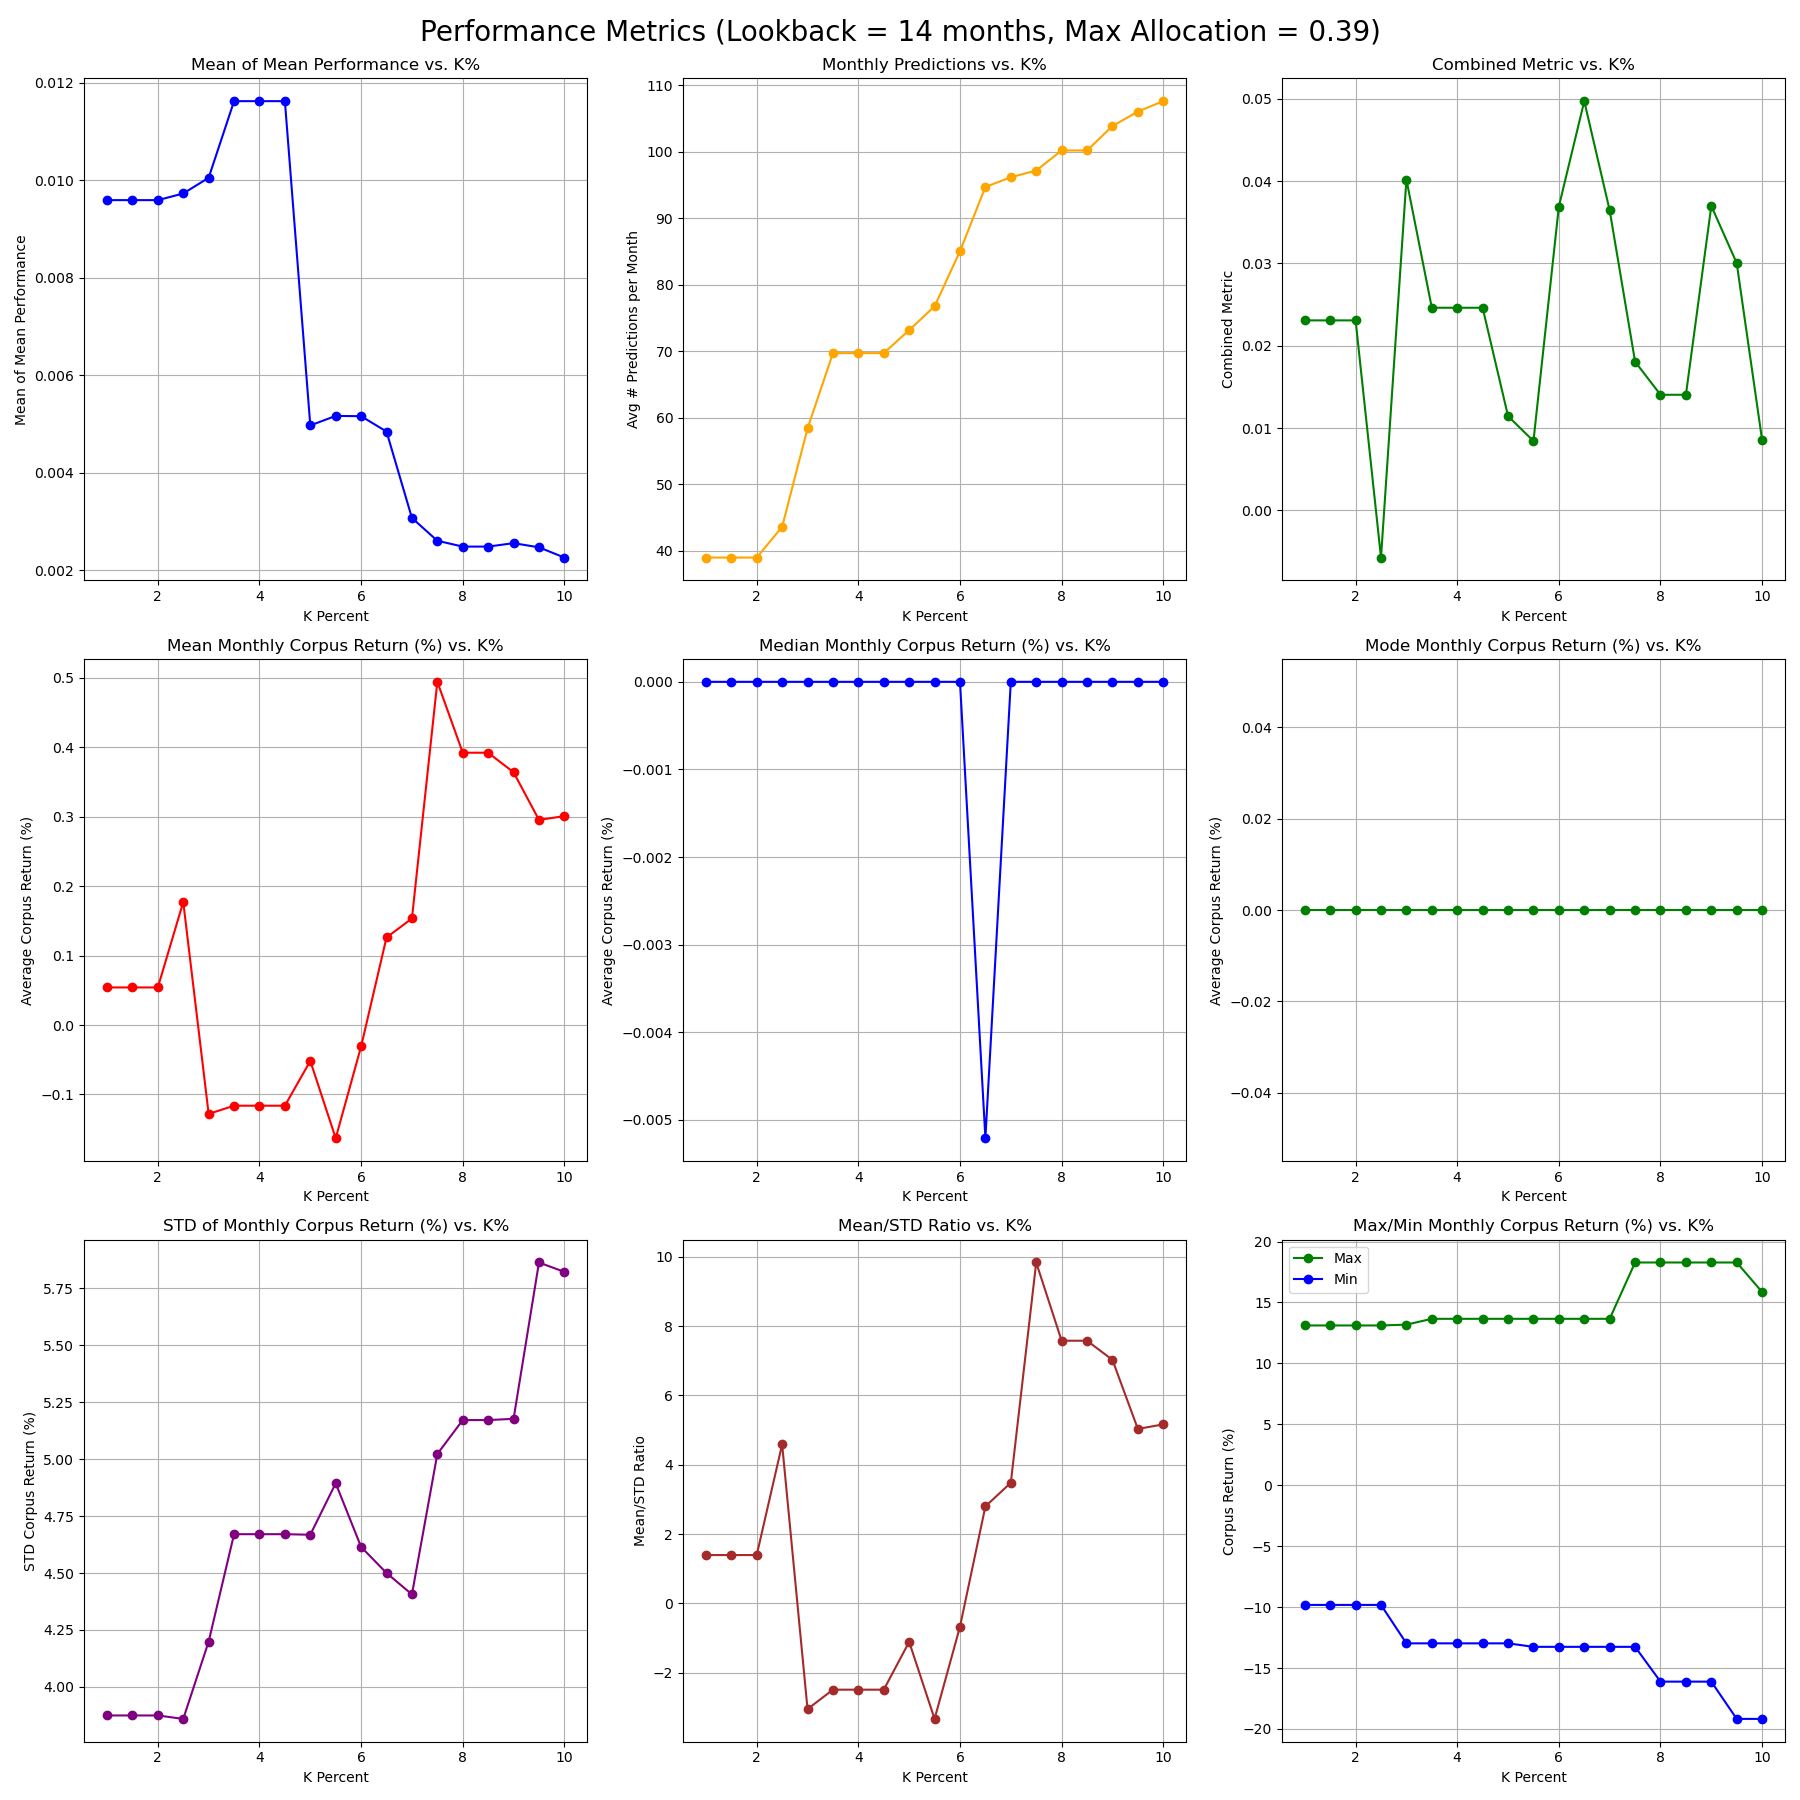 Performance Metrics (Lookback = 14 months, Max Allocation = 0.39)
Mean of Mean Performance vs. K%
0.012
0.010
0.008
0.006
0.004
0.002
Mean of Mean Performance
2 4 6 8 10
K Percent
Monthly Predictions vs. K%
110
100
90
80
70
60
50
40
Avg # Predictions per Month
2 4 6 8 10
K Percent
Combined Metric vs. K%
0.05
0.04
0.03
0.02
0.01
0.00
Combined Metric
2 4 6 8 10
K Percent
Mean Monthly Corpus Return (%) vs. K%
0.5
0.4
0.3
0.2
0.1
0.0
−0.1
Average Corpus Return (%)
2 4 6 8 10
K Percent
Median Monthly Corpus Return (%) vs. K%
0.000
−0.001
−0.002
−0.003
−0.004
−0.005
Average Corpus Return (%)
2 4 6 8 10
K Percent
Mode Monthly Corpus Return (%) vs. K%
0.04
0.02
0.00
−0.02
−0.04
Average Corpus Return (%)
2 4 6 8 10
K Percent
STD of Monthly Corpus Return (%) vs. K%
5.75
5.50
5.25
5.00
4.75
4.50
4.25
4.00
STD Corpus Return (%)
2 4 6 8 10
K Percent
Mean/STD Ratio vs. K%
10
8
6
4
2
0
−2
Mean/STD Ratio
2 4 6 8 10
K Percent
Max/Min Monthly Corpus Return (%) vs. K%
Max
Min
20
15
10
5
0
−5
−10
−15
−20
Corpus Return (%)
2 4 6 8 10
K Percent